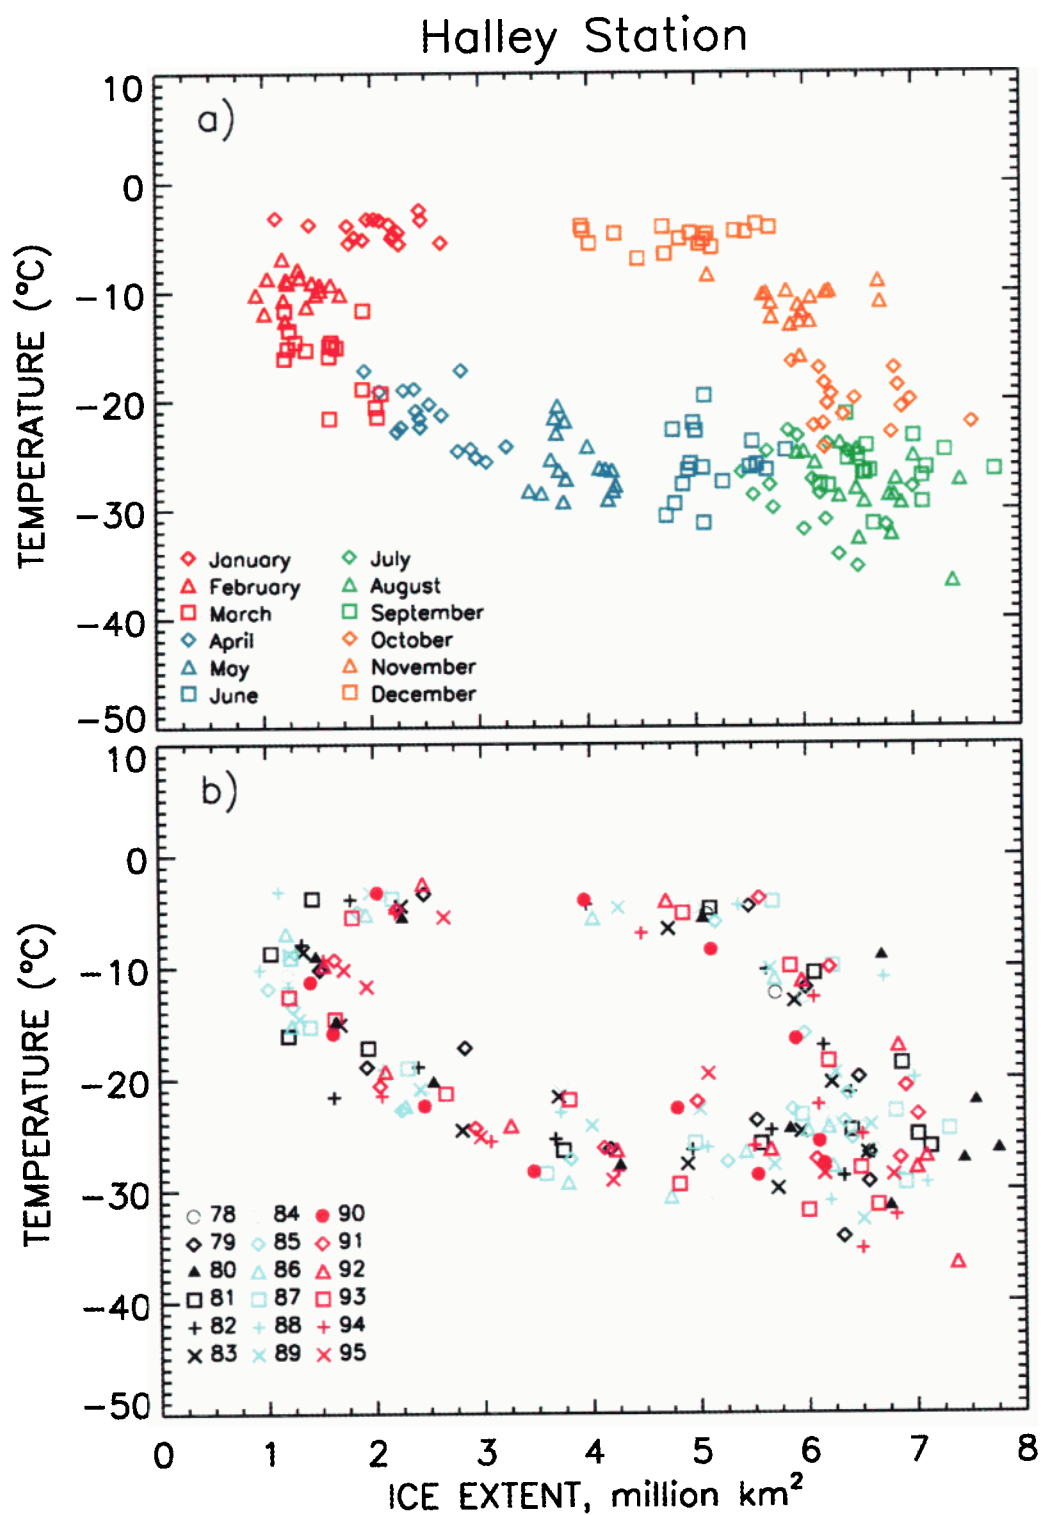 Halley Station
a)
10
0
−10
−20
−30
−40
−50
TEMPERATURE (°C)
January
February
March
April
May
June
July
August
September
October
November
December
b)
10
0
−10
−20
−30
−40
−50
TEMPERATURE (°C)
78 84 90
79 85 91
80 86 92
81 87 93
82 88 94
83 89 95
0 1 2 3 4 5 6 7 8
ICE EXTENT, million km²